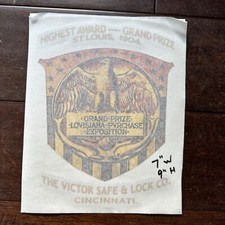 HIGHEST AWARD — GRAND PRIZE
ST LOUIS, 1904.
GRAND PRIZE
LOUISIANA PURCHASE
EXPOSITION
7" W
9" H
THE VICTOR SAFE & LOCK CO.
CINCINNATI.